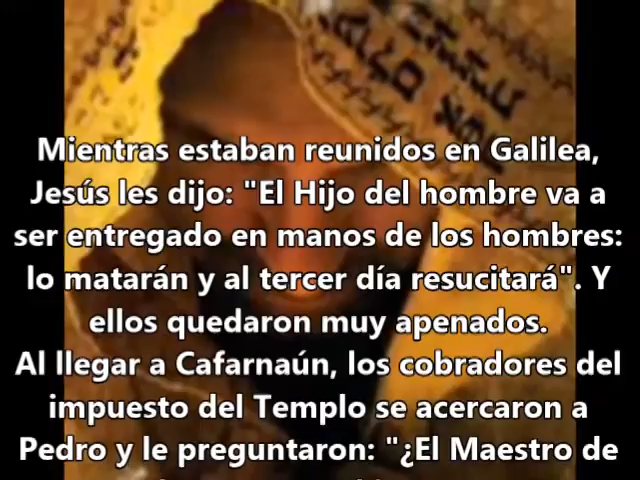 Mientras estaban reunidos en Galilea,
Jesús les dijo: "El Hijo del hombre va a
ser entregado en manos de los hombres:
lo matarán y al tercer día resucitará". Y
ellos quedaron muy apenados.
Al llegar a Cafarnaún, los cobradores del
impuesto del Templo se acercaron a
Pedro y le preguntaron: "¿El Maestro de